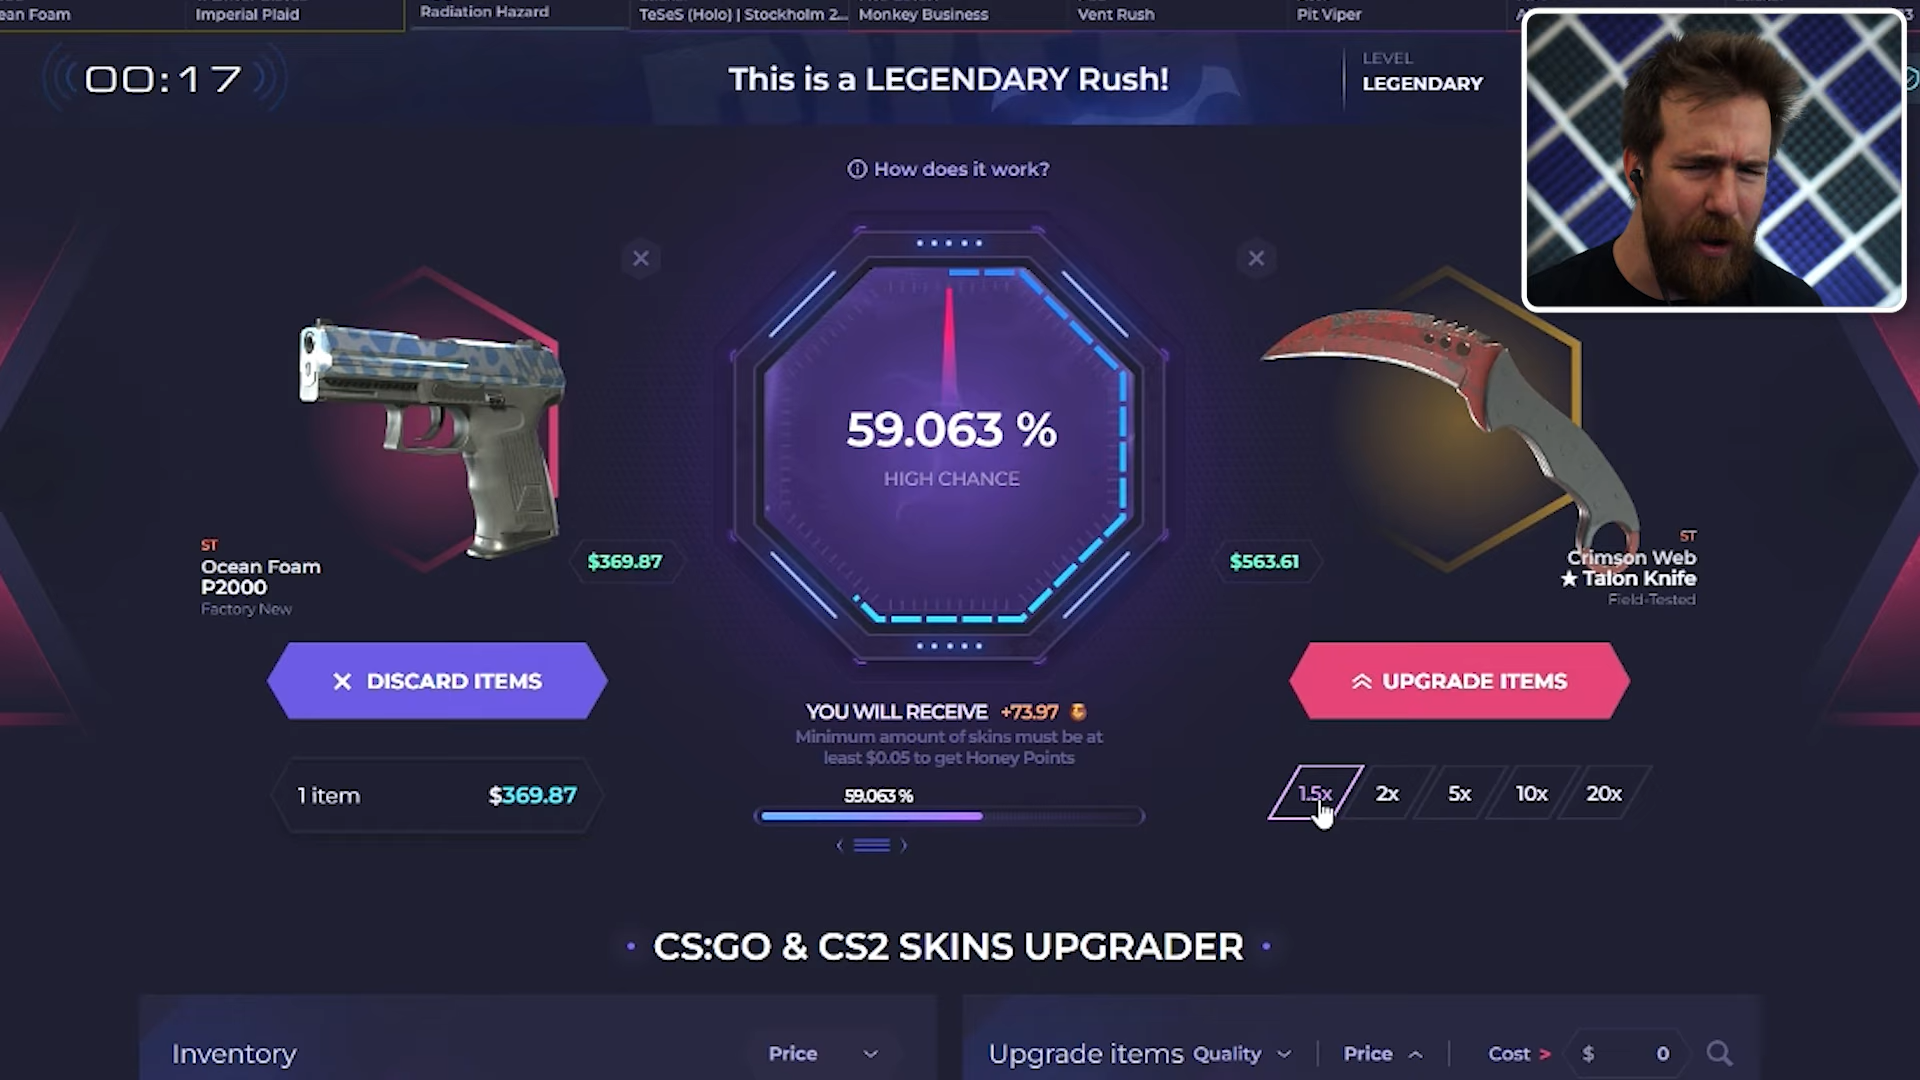 Imperial Plaid
Radiation Hazard
TeSeS (Holo) | Stockholm 2...
Monkey Business
Vent Rush
Pit Viper
00:17
This is a LEGENDARY Rush!
LEVEL
LEGENDARY
How does it work?
59.063 %
HIGH CHANCE
ST
Ocean Foam
P2000
Factory New
$369.87
$563.61
ST
Crimson Web
★ Talon Knife
Field-Tested
DISCARD ITEMS
UPGRADE ITEMS
YOU WILL RECEIVE +73.97
Minimum amount of skins must be at
least $0.05 to get Honey Points
1 item $369.87
59.063 %
1.5x 2x 5x 10x 20x
CS:GO & CS2 SKINS UPGRADER
Inventory
Price
Upgrade items
Quality
Price
Cost >
$ 0